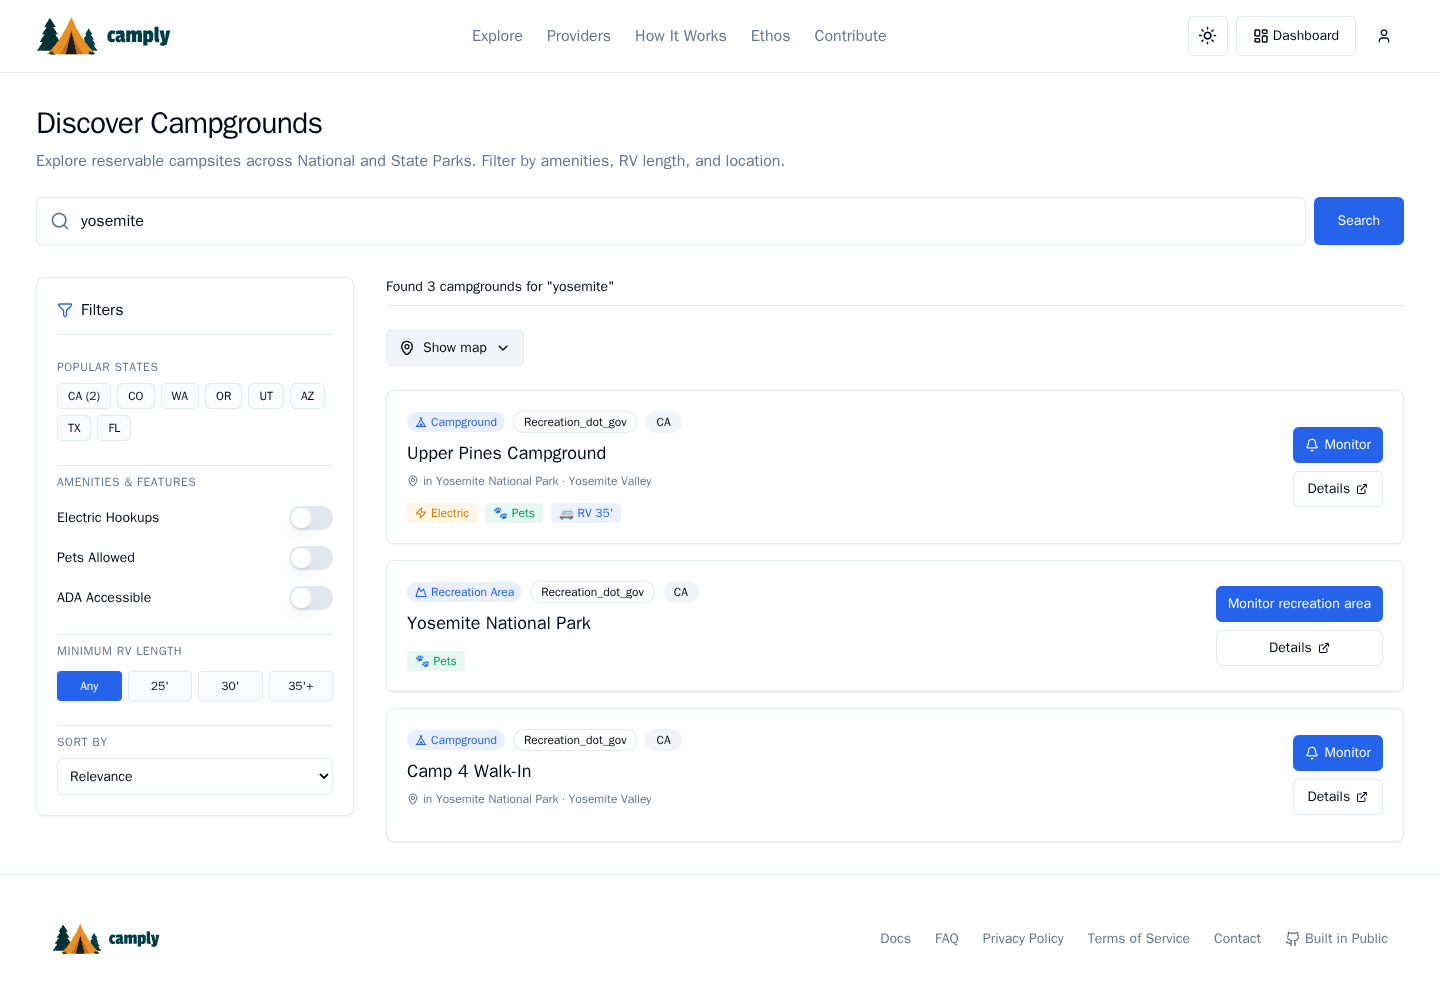 camply
Explore
Providers
How It Works
Ethos
Contribute
Dashboard
Discover Campgrounds
Explore reservable campsites across National and State Parks. Filter by amenities, RV length, and location.
yosemite
Search
Filters
POPULAR STATES
CA (2)
CO
WA
OR
UT
AZ
TX
FL
AMENITIES & FEATURES
Electric Hookups
Pets Allowed
ADA Accessible
MINIMUM RV LENGTH
Any
25'
30'
35'+
SORT BY
Relevance
Found 3 campgrounds for "yosemite"
Show map
Campground
Recreation_dot_gov
CA
Upper Pines Campground
in Yosemite National Park · Yosemite Valley
Electric
Pets
RV 35'
Monitor
Details
Recreation Area
Recreation_dot_gov
CA
Yosemite National Park
Pets
Monitor recreation area
Details
Campground
Recreation_dot_gov
CA
Camp 4 Walk-In
in Yosemite National Park · Yosemite Valley
Monitor
Details
camply
Docs
FAQ
Privacy Policy
Terms of Service
Contact
Built in Public